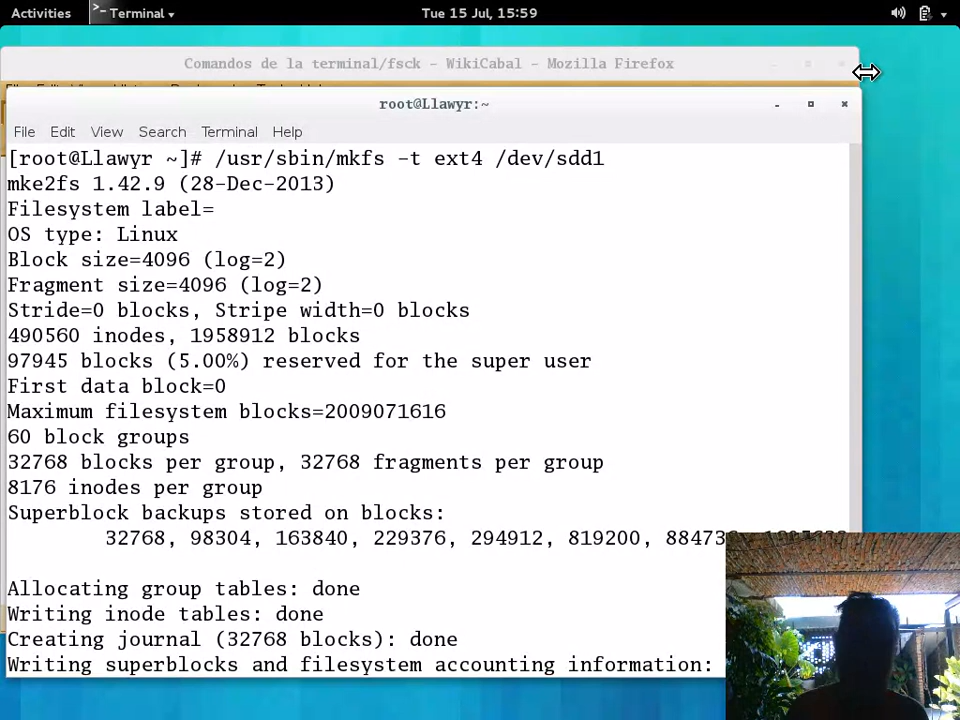 Activities
Terminal
Tue 15 Jul, 15:59
Comandos de la terminal/fsck - WikiCabal - Mozilla Firefox
root@Llawyr:~
File Edit View Search Terminal Help
[root@Llawyr ~]# /usr/sbin/mkfs -t ext4 /dev/sdd1
mke2fs 1.42.9 (28-Dec-2013)
Filesystem label=
OS type: Linux
Block size=4096 (log=2)
Fragment size=4096 (log=2)
Stride=0 blocks, Stripe width=0 blocks
490560 inodes, 1958912 blocks
97945 blocks (5.00%) reserved for the super user
First data block=0
Maximum filesystem blocks=2009071616
60 block groups
32768 blocks per group, 32768 fragments per group
8176 inodes per group
Superblock backups stored on blocks:
32768, 98304, 163840, 229376, 294912, 819200,
Allocating group tables: done
Writing inode tables: done
Creating journal (32768 blocks): done
Writing superblocks and filesystem accounting information: